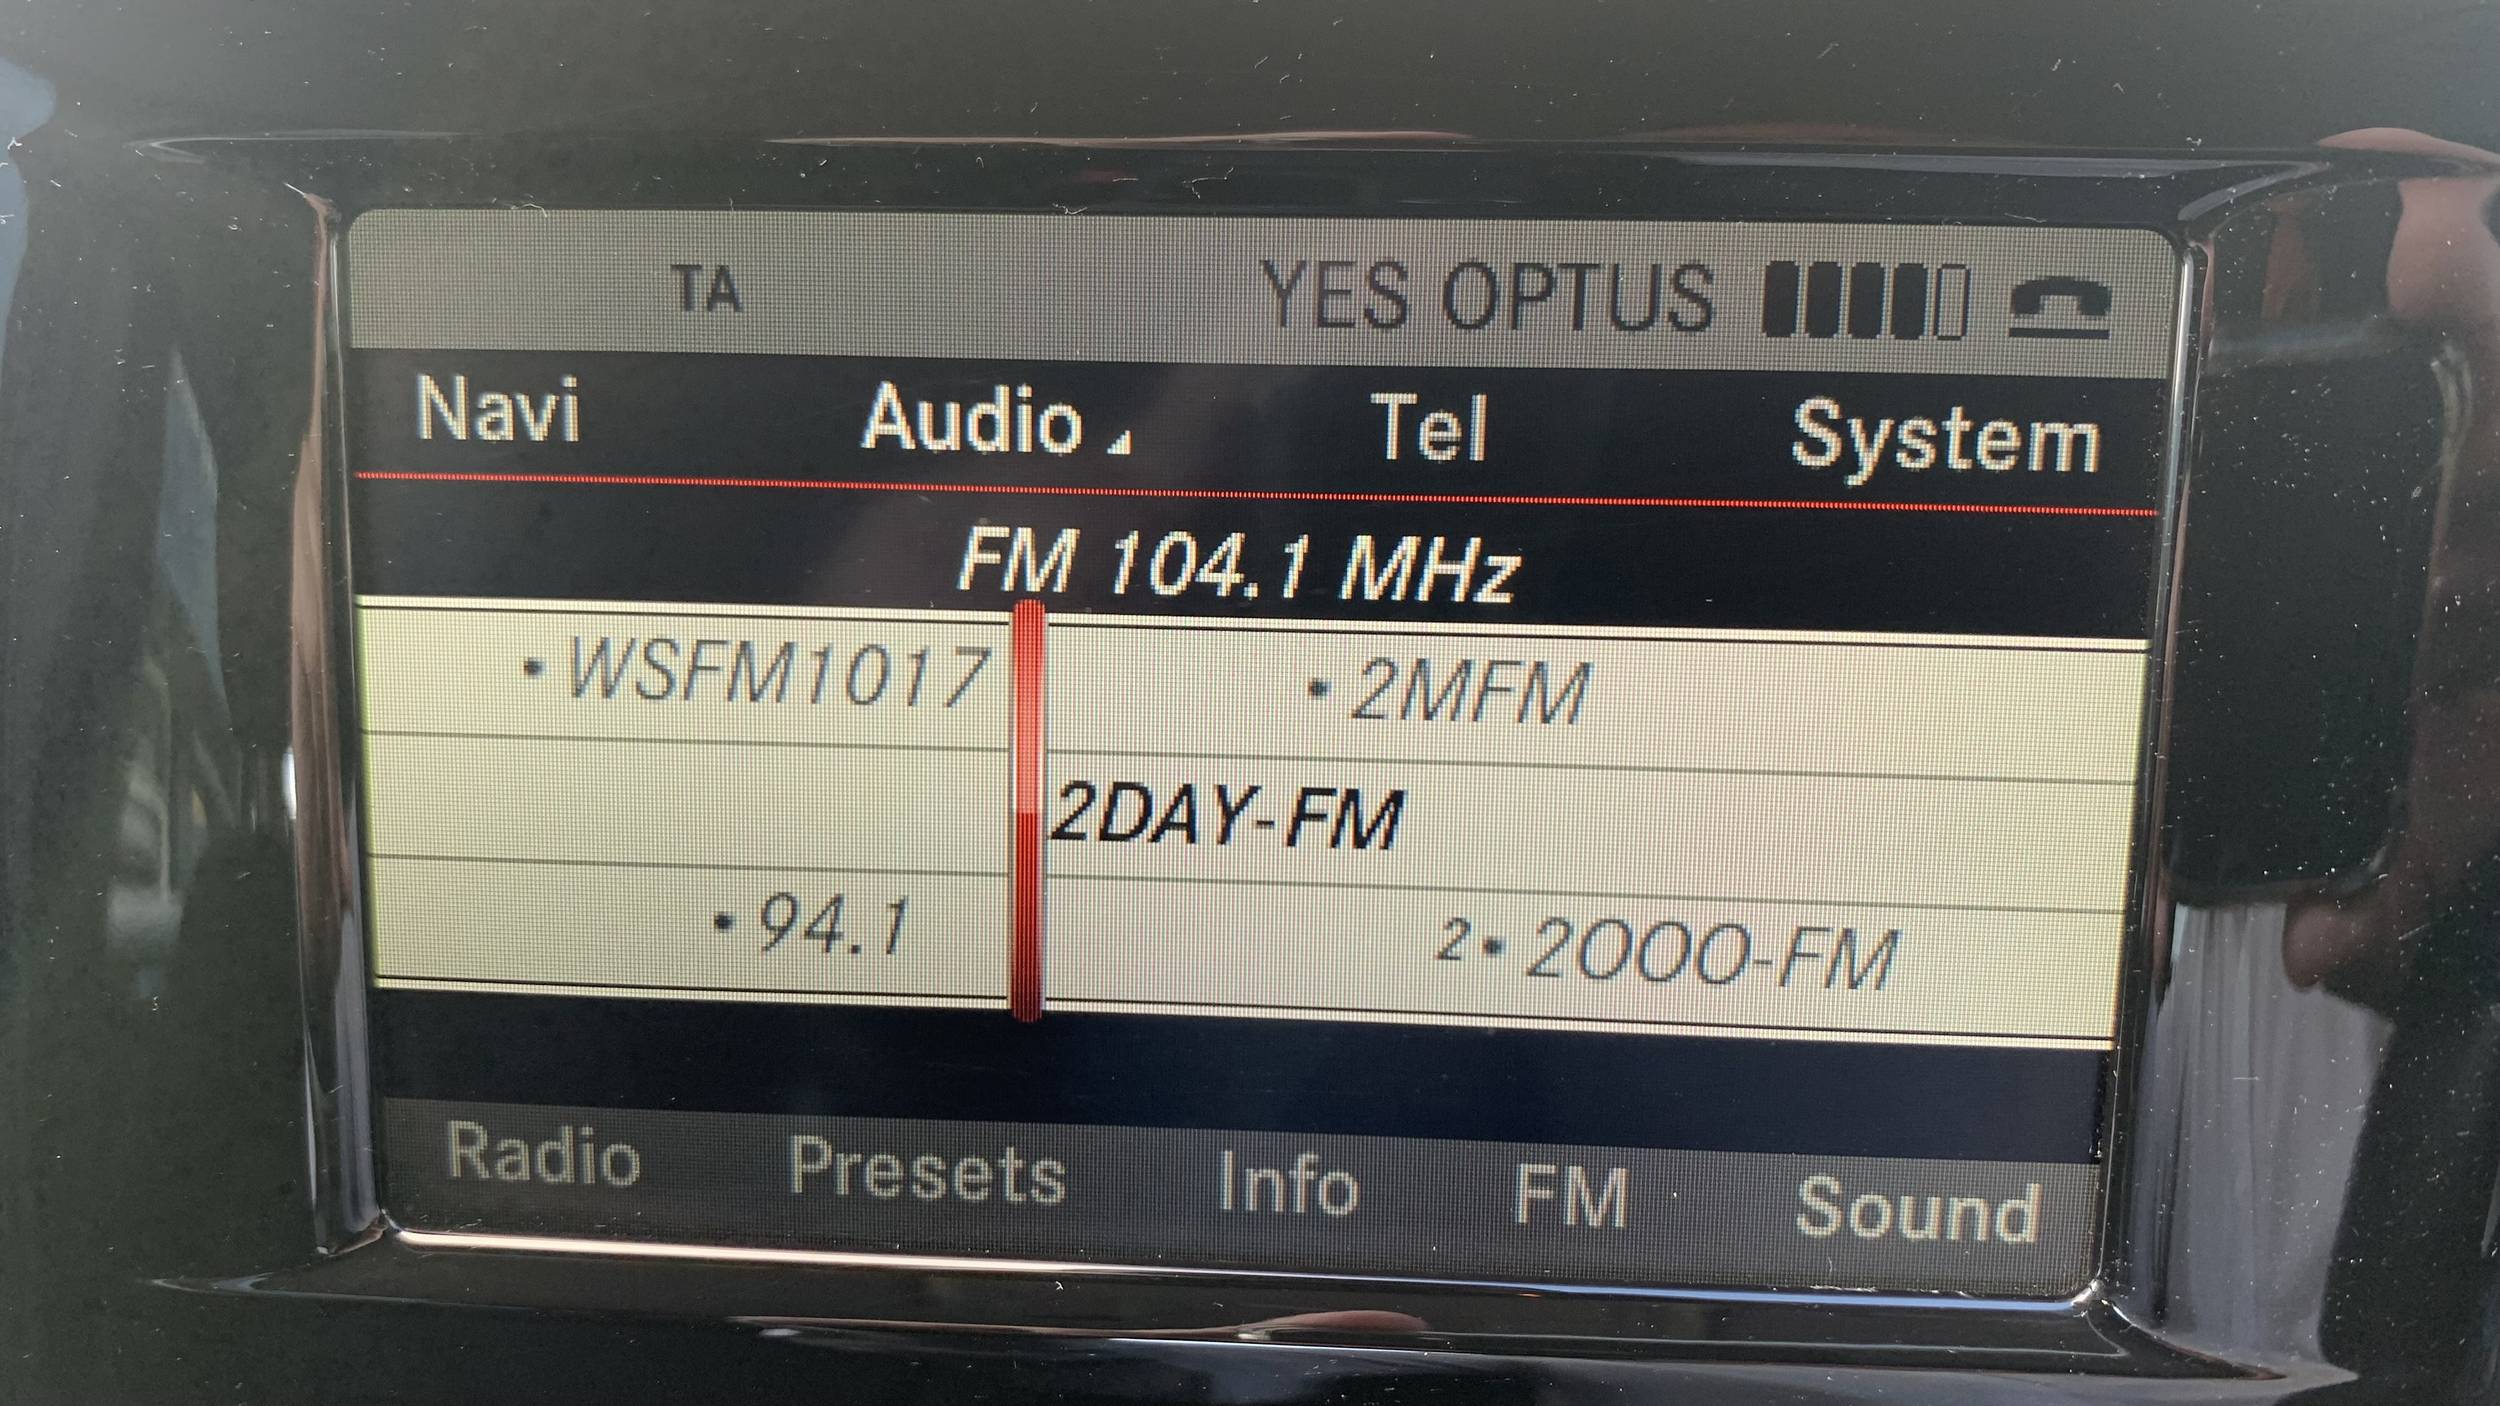 TA YES OPTUS
Navi Audio Tel System
FM 104.1 MHz
• WSFM1017 • 2MFM
2DAY-FM
• 94.1 2• 2OOO-FM
Radio Presets Info FM Sound